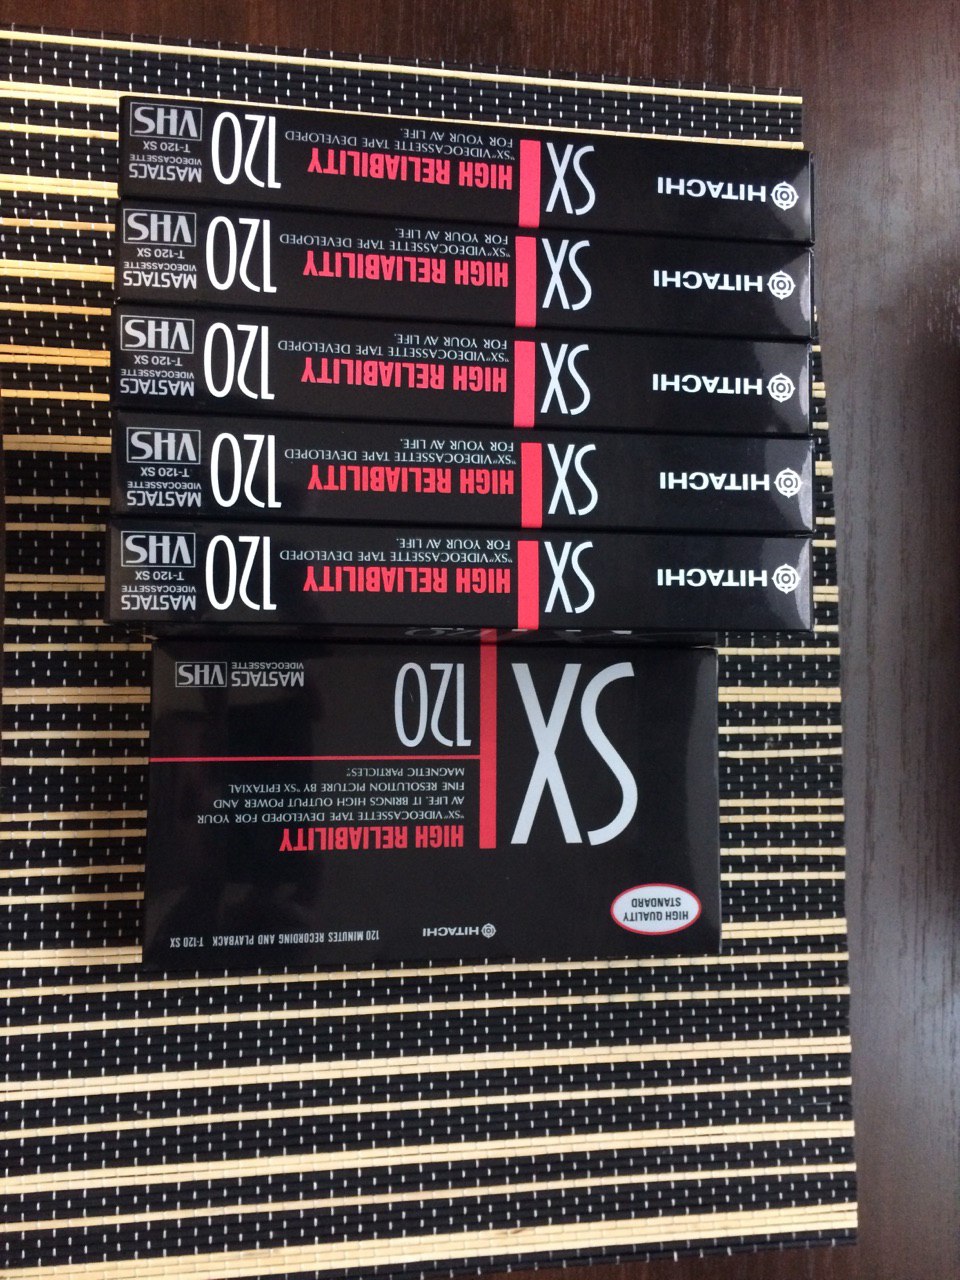 HITACHI
120 MINUTES RECORDING AND PLAYBACK T-120 SX
HIGH QUALITY
STANDARD
SX
HIGH RELIABILITY
"SX" VIDEOCASSETTE TAPE DEVELOPED FOR YOUR
AV LIFE. IT BRINGS HIGH OUTPUT POWER AND
FINE RESOLUTION PICTURE BY "SX EPITAXIAL
MAGNETIC PARTICLES".
120
MASTACS
VIDEOCASSETTE
VHS
HITACHI
SX
HIGH RELIABILITY
"SX" VIDEOCASSETTE TAPE DEVELOPED
FOR YOUR AV LIFE.
120
MASTACS
VIDEOCASSETTE
T-120 SX
VHS
HITACHI
SX
HIGH RELIABILITY
"SX" VIDEOCASSETTE TAPE DEVELOPED
FOR YOUR AV LIFE.
120
MASTACS
VIDEOCASSETTE
T-120 SX
VHS
HITACHI
SX
HIGH RELIABILITY
"SX" VIDEOCASSETTE TAPE DEVELOPED
FOR YOUR AV LIFE.
120
MASTACS
VIDEOCASSETTE
T-120 SX
VHS
HITACHI
SX
HIGH RELIABILITY
"SX" VIDEOCASSETTE TAPE DEVELOPED
FOR YOUR AV LIFE.
120
MASTACS
VIDEOCASSETTE
T-120 SX
VHS
HITACHI
SX
HIGH RELIABILITY
"SX" VIDEOCASSETTE TAPE DEVELOPED
FOR YOUR AV LIFE.
120
MASTACS
VIDEOCASSETTE
T-120 SX
VHS